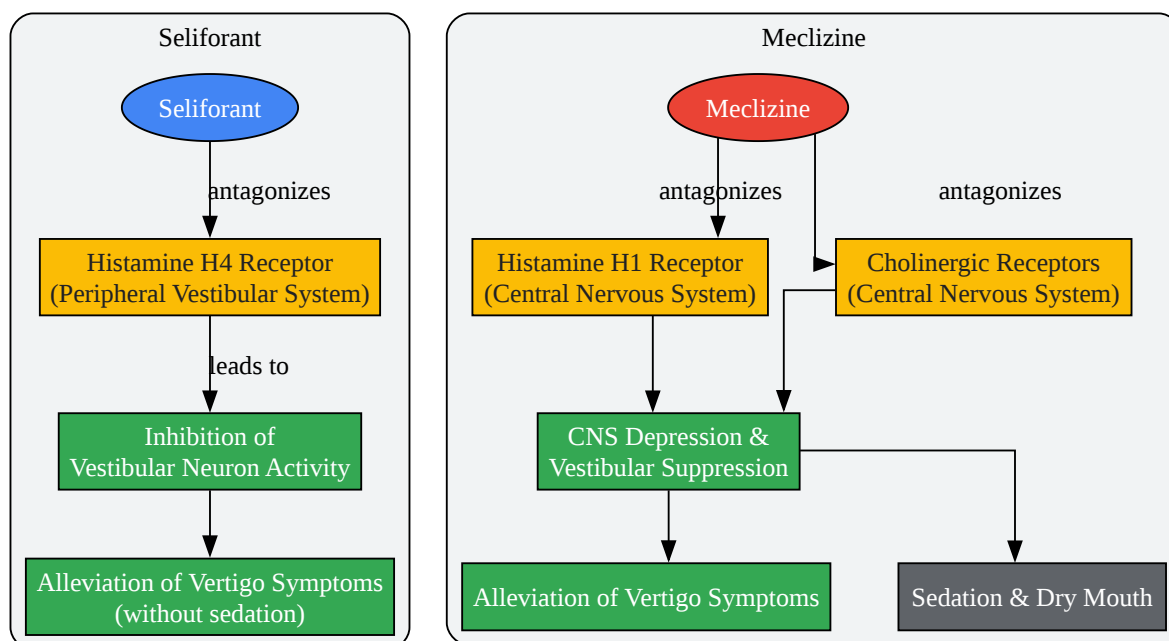 Seliforant
Seliforant
antagonizes
Histamine H4 Receptor
(Peripheral Vestibular System)
leads to
Inhibition of
Vestibular Neuron Activity
Alleviation of Vertigo Symptoms
(without sedation)
Meclizine
Meclizine
antagonizes
antagonizes
Histamine H1 Receptor
(Central Nervous System)
Cholinergic Receptors
(Central Nervous System)
CNS Depression &
Vestibular Suppression
Alleviation of Vertigo Symptoms
Sedation & Dry Mouth